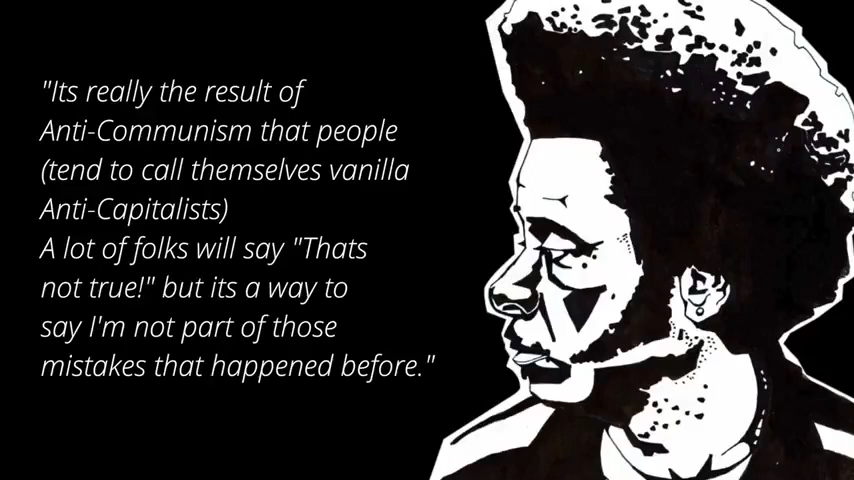 "Its really the result of
Anti-Communism that people
(tend to call themselves vanilla
Anti-Capitalists)
A lot of folks will say "Thats
not true!" but its a way to
say I'm not part of those
mistakes that happened before."